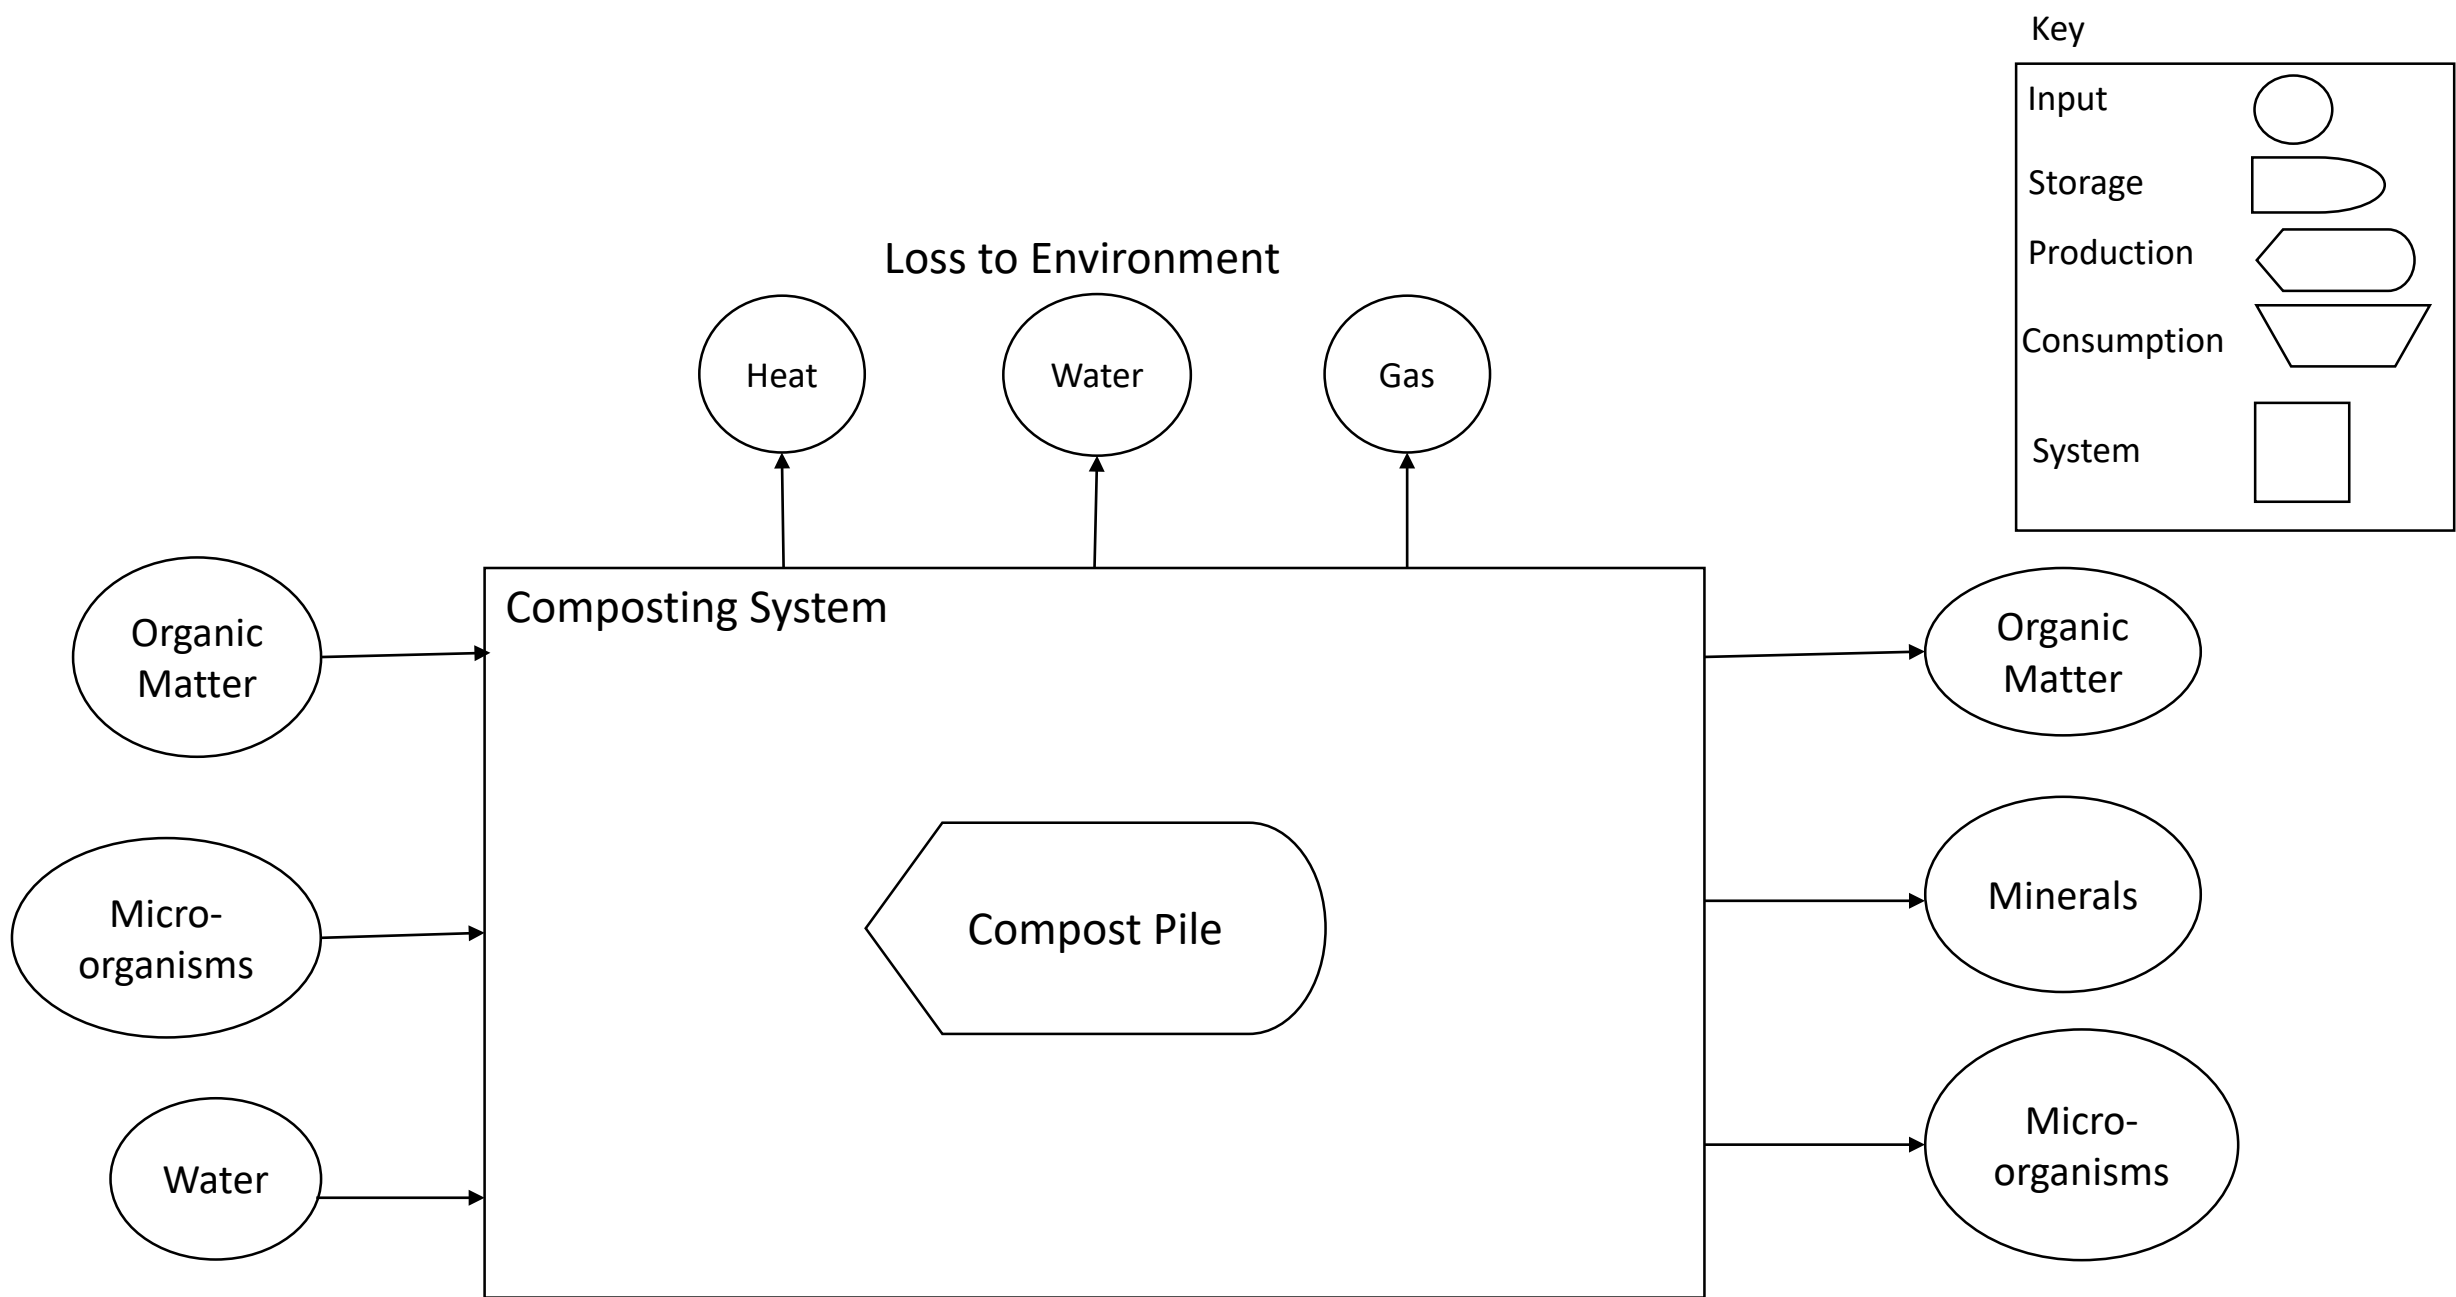 Key
Input
Storage
Production
Consumption
System
Loss to Environment
Heat
Water
Gas
Composting System
Organic
Matter
Micro-
organisms
Water
Compost Pile
Organic
Matter
Minerals
Micro-
organisms